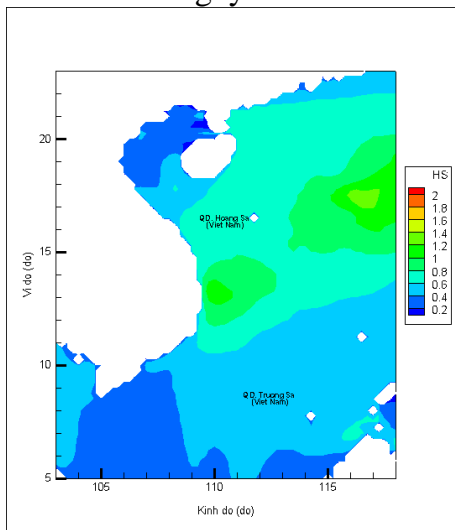 20
15
10
5
Vi do (do)
105
110
115
Kinh do (do)
QD. Hoang Sa
(Viet Nam)
QD. Truong Sa
(Viet Nam)
HS
2
1.8
1.6
1.4
1.2
1
0.8
0.6
0.4
0.2